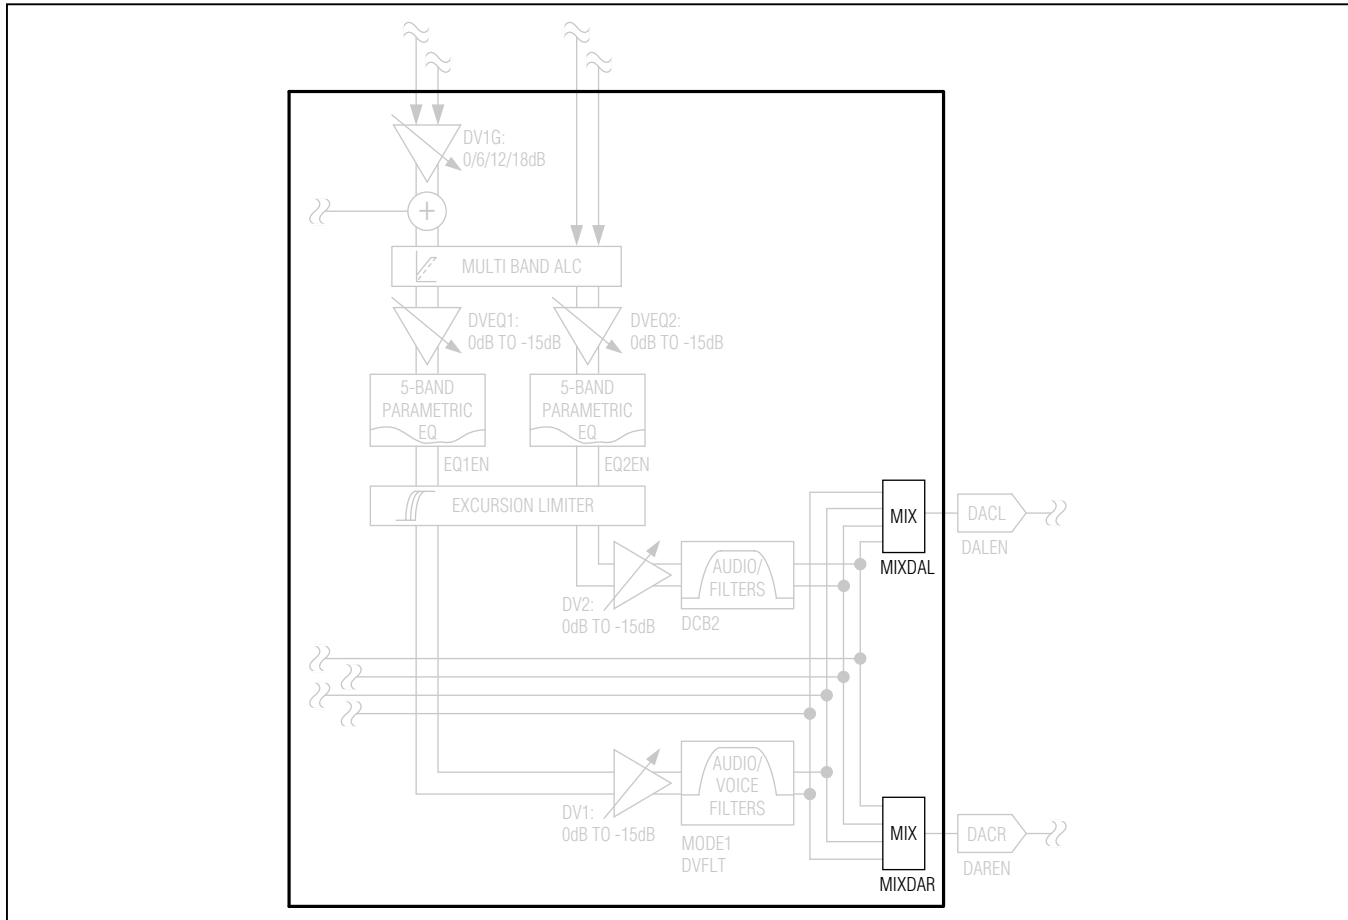 DV1G:
0/6/12/18dB
+
MULTI BAND ALC
DVEQ1:
0dB TO -15dB
DVEQ2:
0dB TO -15dB
5-BAND
PARAMETRIC
EQ
5-BAND
PARAMETRIC
EQ
EQ1EN
EQ2EN
EXCURSION LIMITER
MIX
MIXDAL
DACL
DALEN
AUDIO/
FILTERS
DV2:
0dB TO -15dB
DCB2
AUDIO/
VOICE
FILTERS
DV1:
0dB TO -15dB
MODE1
DVFLT
MIX
MIXDAR
DACR
DAREN